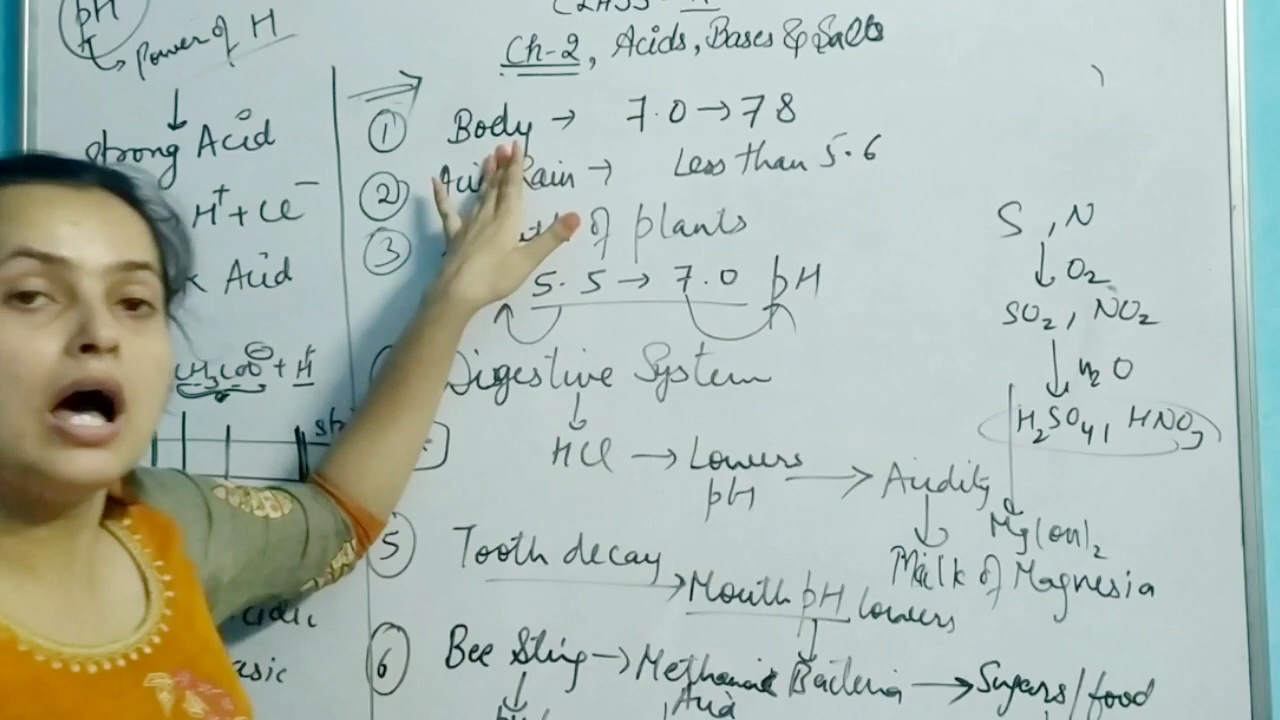 pH
Power of H
Strong Acid
H⁺ + Cl⁻
Acid
CH₃COO⊖ + H⁺
Ch-2, Acids, Bases & Salts
① Body → 7.0 → 7 8
② Rain → Less than 5.6
③ of plants
5.5 → 7.0 pH
Digestive System
HCl → Lowers pH → Acidity
Milk of Magnesia
Mg(OH)₂
S, N
O₂
SO₂, NO₂
H₂O
H₂SO₄, HNO₃
5 Tooth decay → Mouth pH lowers
⑥ Bee Sting → Methanoic Acid
Bacteria → Sugars/food